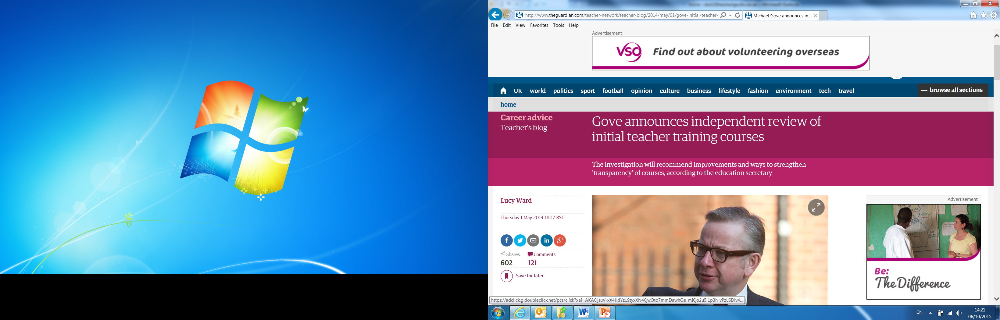 http://www.theguardian.com/teacher-network/teacher-blog/2014/may/01/gove-initial-teacher-
Michael Gove announces in...
File Edit View Favorites Tools Help
Advertisement
VSO Find out about volunteering overseas
UK world politics sport football opinion culture business lifestyle fashion environment tech travel browse all sections
home
Career advice
Teacher's blog
Gove announces independent review of
initial teacher training courses
The investigation will recommend improvements and ways to strengthen
'transparency' of courses, according to the education secretary
Lucy Ward
Thursday 1 May 2014 18.17 BST
Shares
602
Comments
121
Save for later
Advertisement
KENYA
TANZANIA
Be:
The Difference
https://adclick.g.doubleclick.net/pcs/click?xai=AKAOjsuV-xX4KdYz19tyxXN4QwOto7mmDawhOe_mIQo2u5i1p3h_vPzL6DIv4...
EN
14:21
06/10/2015